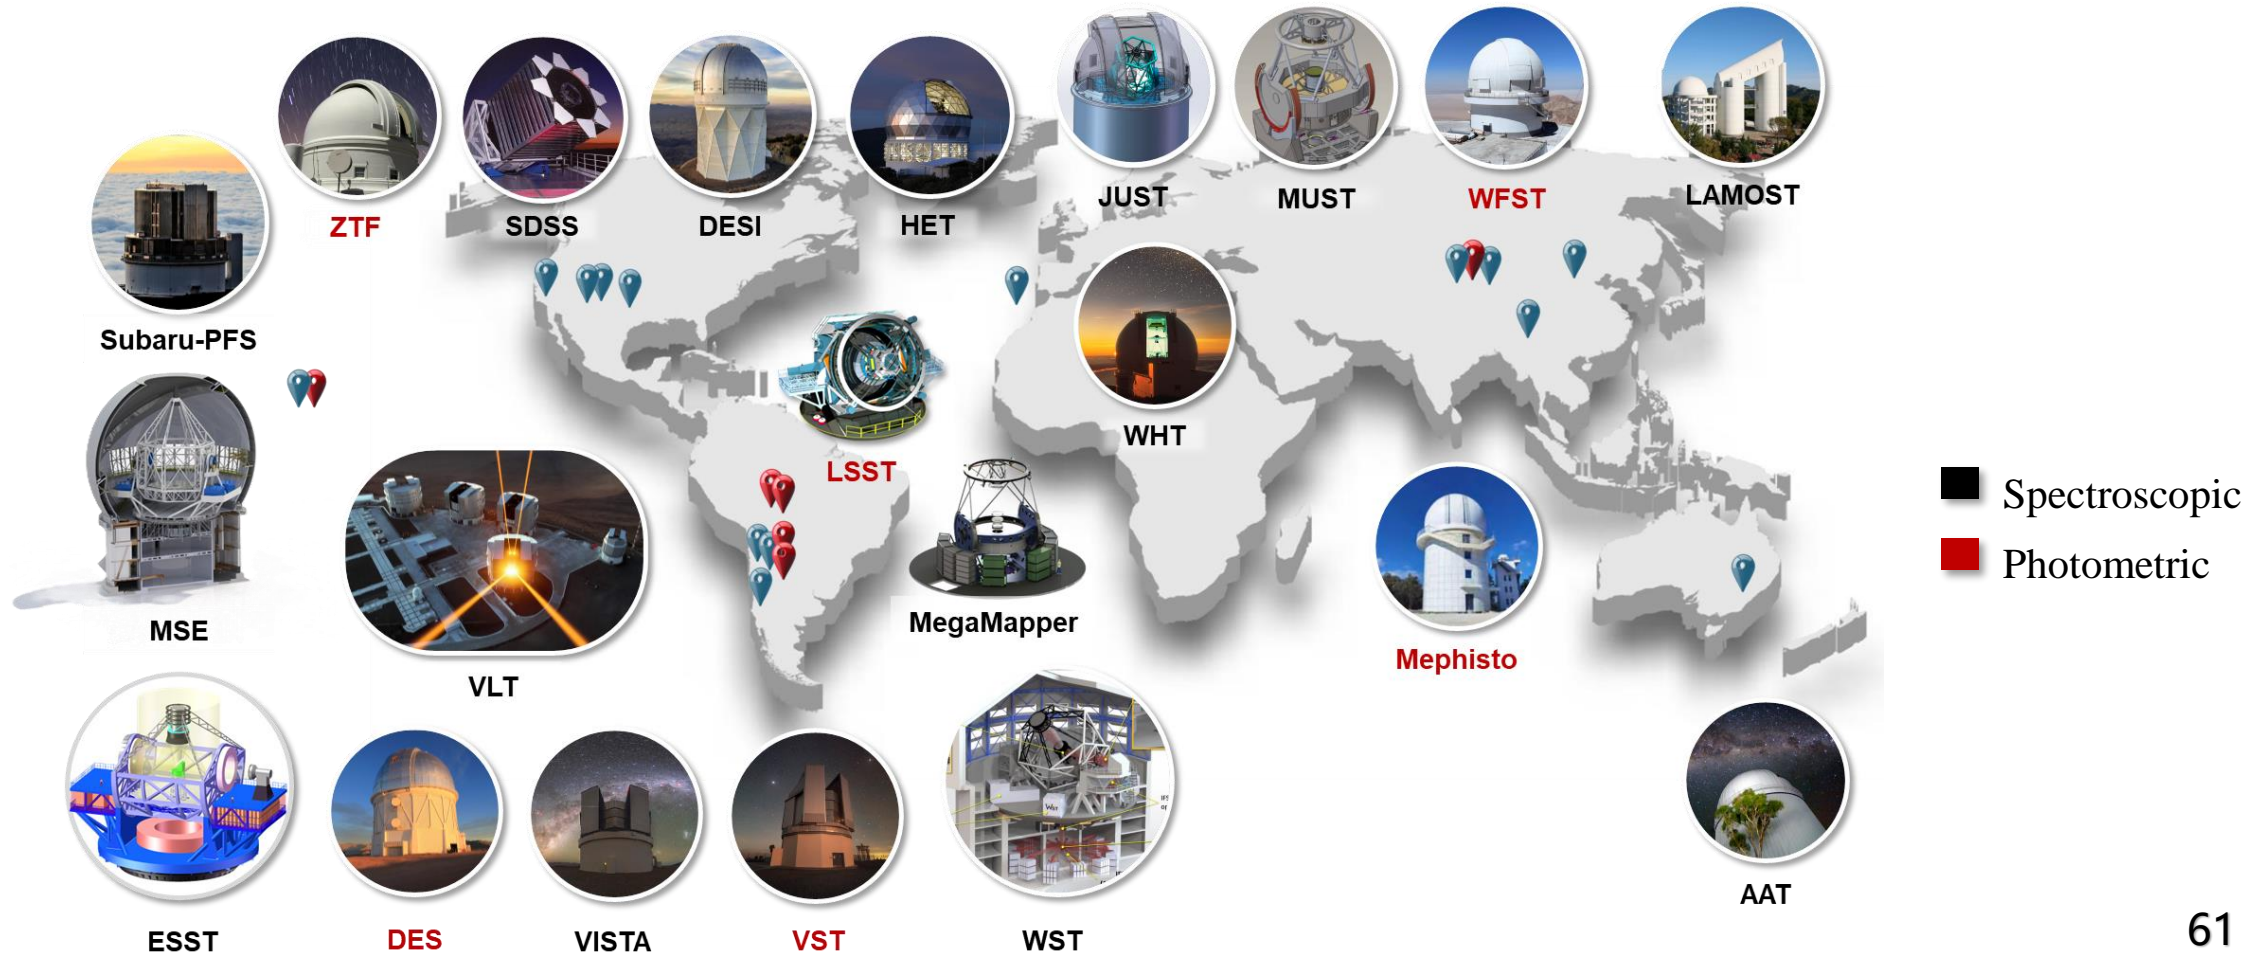 ZTF
SDSS
DESI
HET
JUST
MUST
WFST
LAMOST
Subaru-PFS
WHT
LSST
Spectroscopic
Photometric
MSE
MegaMapper
Mephisto
VLT
AAT
ESST
DES
VISTA
VST
WST
WST
61